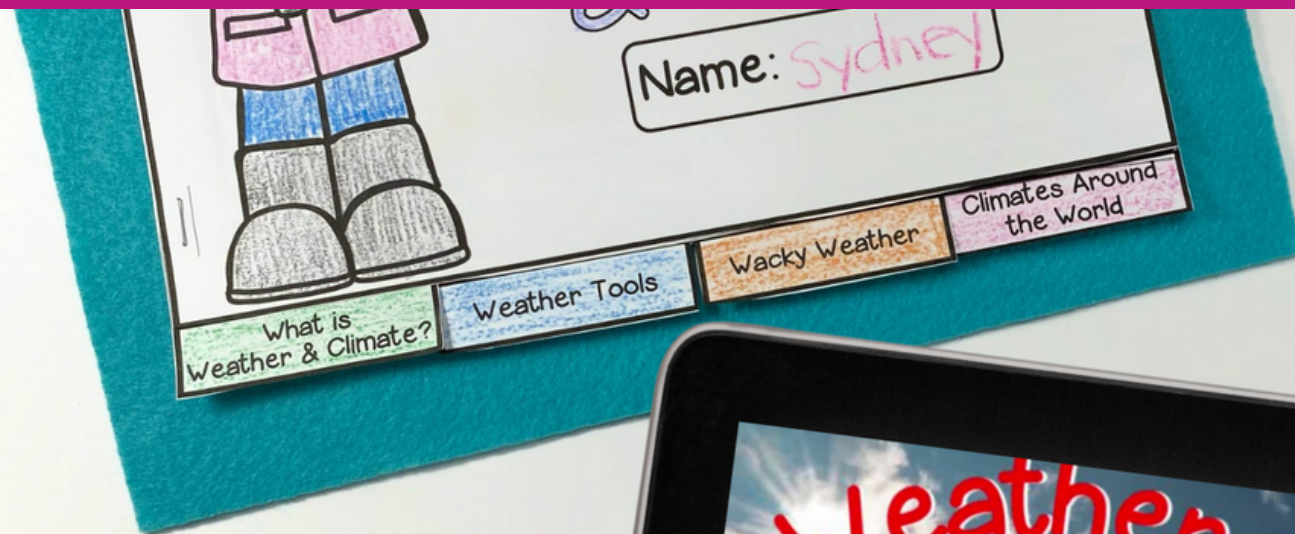 &
Name: Sydney
Climates Around
the World
Wacky Weather
Weather Tools
What is
Weather & Climate?
Weather